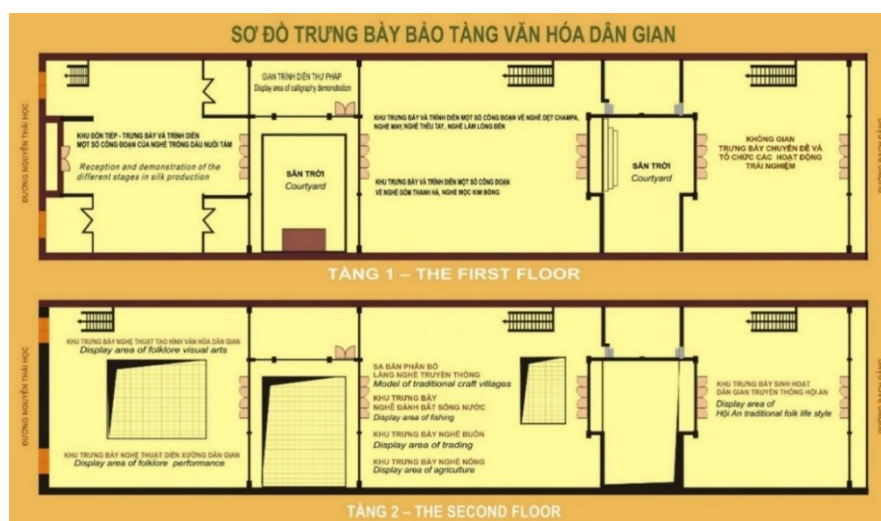 SƠ ĐỒ TRƯNG BÀY BẢO TÀNG VĂN HÓA DÂN GIAN
ĐƯỜNG NGUYỄN THÁI HỌC
KHU ĐÓN TIẾP - TRƯNG BÀY VÀ TRÌNH DIỄN
MỘT SỐ CÔNG ĐOẠN CỦA NGHỀ TRỒNG DÂU NUÔI TẰM
Reception and demonstration of the
different stages in silk production
GIAN TRÌNH DIỄN THƯ PHÁP
Display area of calligraphy demonstration
SÂN TRỜI
Courtyard
KHU TRƯNG BÀY VÀ TRÌNH DIỄN MỘT SỐ CÔNG ĐOẠN VỀ NGHỀ DỆT CHAMPA,
NGHỀ MAY, NGHỀ THÊU TAY, NGHỀ LÀM LỒNG ĐÈN
KHU TRƯNG BÀY VÀ TRÌNH DIỄN MỘT SỐ CÔNG ĐOẠN
VỀ NGHỀ GỐM THANH HÀ, NGHỀ MỘC KIM BỒNG
SÂN TRỜI
Courtyard
KHÔNG GIAN
TRƯNG BÀY CHUYÊN ĐỀ VÀ
TỔ CHỨC CÁC HOẠT ĐỘNG
TRẢI NGHIỆM
ĐƯỜNG BẠCH ĐẰNG
TẦNG 1 – THE FIRST FLOOR
ĐƯỜNG NGUYỄN THÁI HỌC
KHU TRƯNG BÀY NGHỆ THUẬT TẠO HÌNH VĂN HÓA DÂN GIAN
Display area of folklore visual arts
KHU TRƯNG BÀY NGHỆ THUẬT DIỄN XƯỚNG DÂN GIAN
Display area of folklore performance
SA BÀN PHÂN BỐ
LÀNG NGHỀ TRUYỀN THỐNG
Model of traditional craft villages
KHU TRƯNG BÀY
NGHỀ ĐÁNH BẮT SÔNG NƯỚC
Display area of fishing
KHU TRƯNG BÀY NGHỀ BUÔN
Display area of trading
KHU TRƯNG BÀY NGHỀ NÔNG
Display area of agriculture
KHU TRƯNG BÀY SINH HOẠT
DÂN GIAN TRUYỀN THỐNG HỘI AN
Display area of
Hội An traditional folk life style
ĐƯỜNG BẠCH ĐẰNG
TẦNG 2 – THE SECOND FLOOR